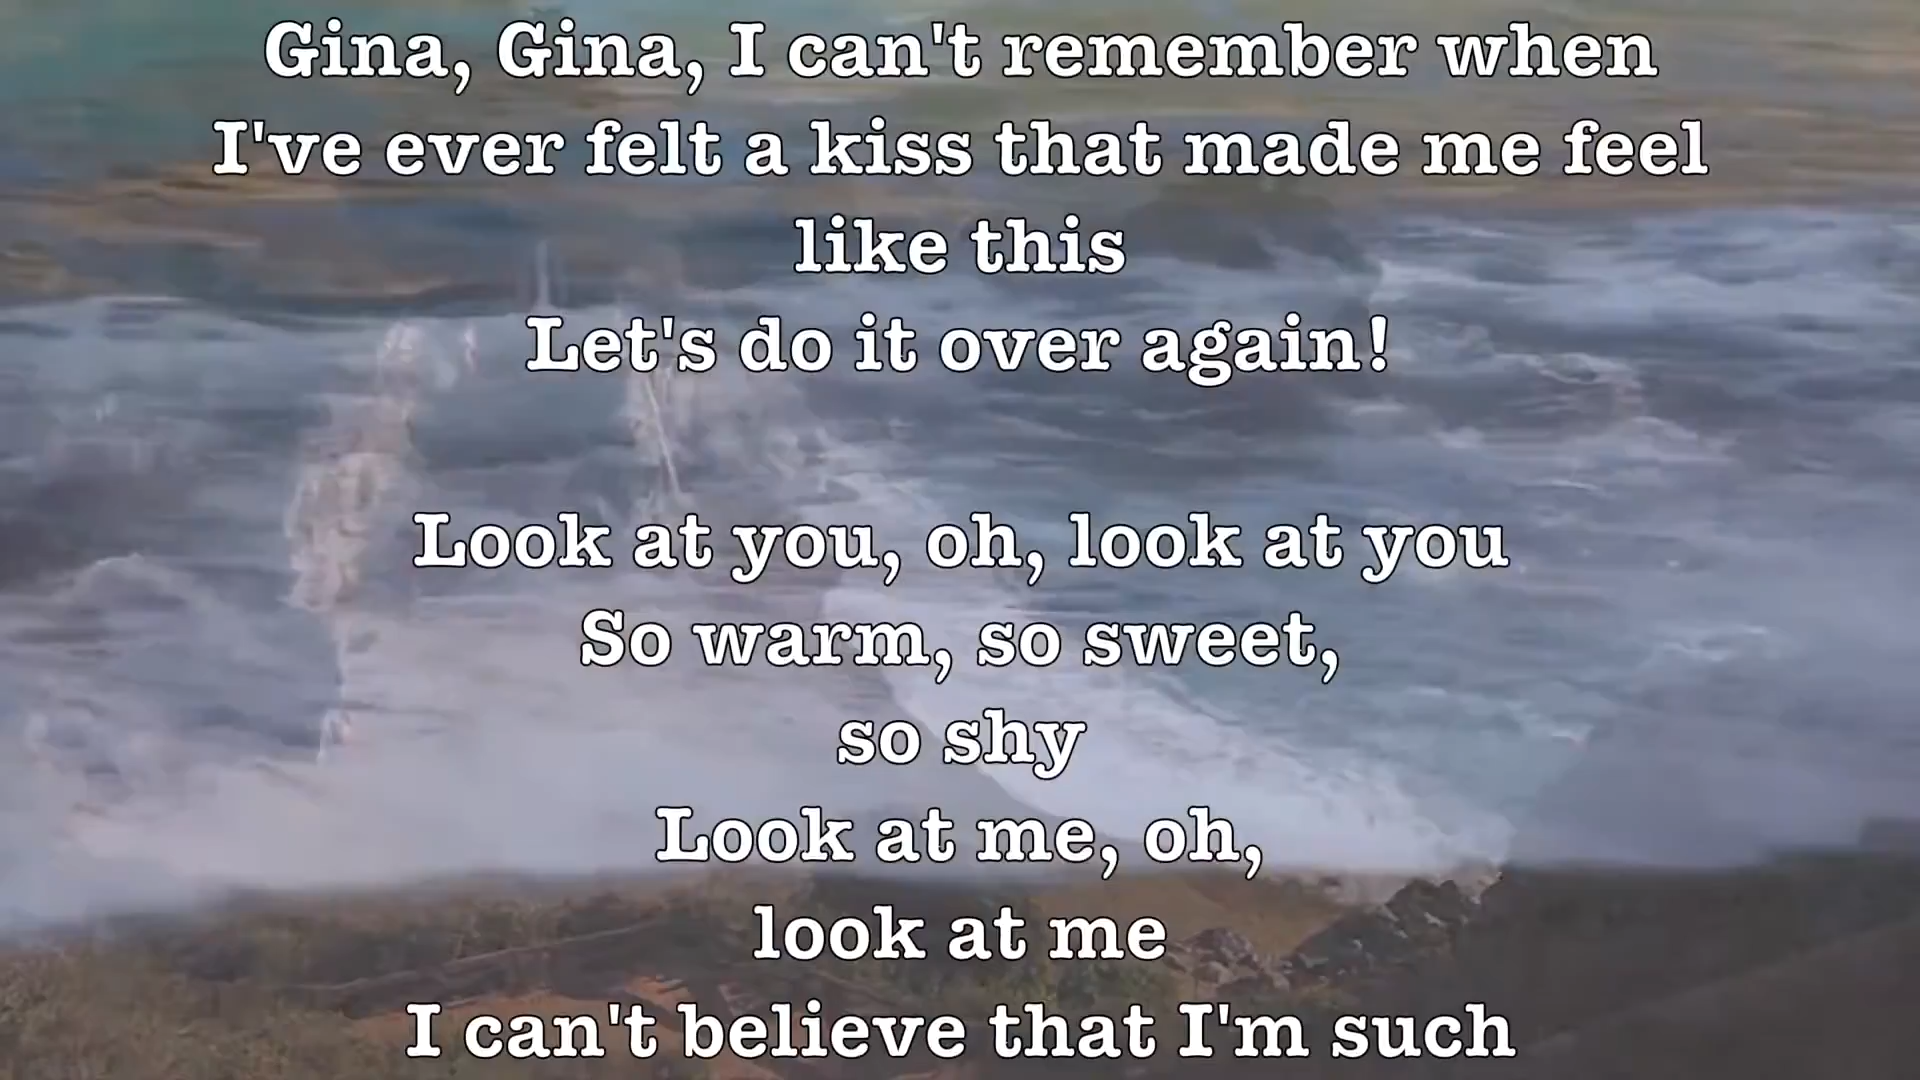 Gina, Gina, I can't remember when
I've ever felt a kiss that made me feel
like this
Let's do it over again!
Look at you, oh, look at you
So warm, so sweet,
so shy
Look at me, oh,
look at me
I can't believe that I'm such